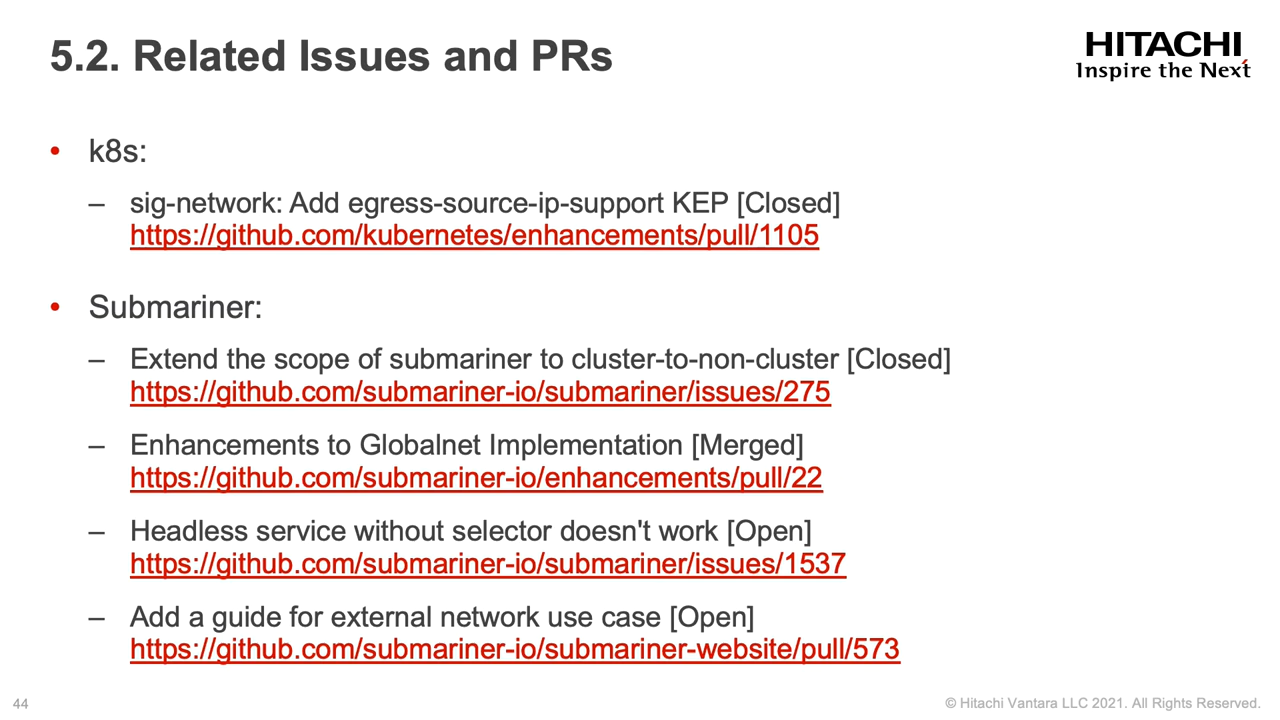 5.2. Related Issues and PRs
HITACHI
Inspire the Next
• k8s:
– sig-network: Add egress-source-ip-support KEP [Closed]
https://github.com/kubernetes/enhancements/pull/1105
• Submariner:
– Extend the scope of submariner to cluster-to-non-cluster [Closed]
https://github.com/submariner-io/submariner/issues/275
– Enhancements to Globalnet Implementation [Merged]
https://github.com/submariner-io/enhancements/pull/22
– Headless service without selector doesn't work [Open]
https://github.com/submariner-io/submariner/issues/1537
– Add a guide for external network use case [Open]
https://github.com/submariner-io/submariner-website/pull/573
44
© Hitachi Vantara LLC 2021. All Rights Reserved.